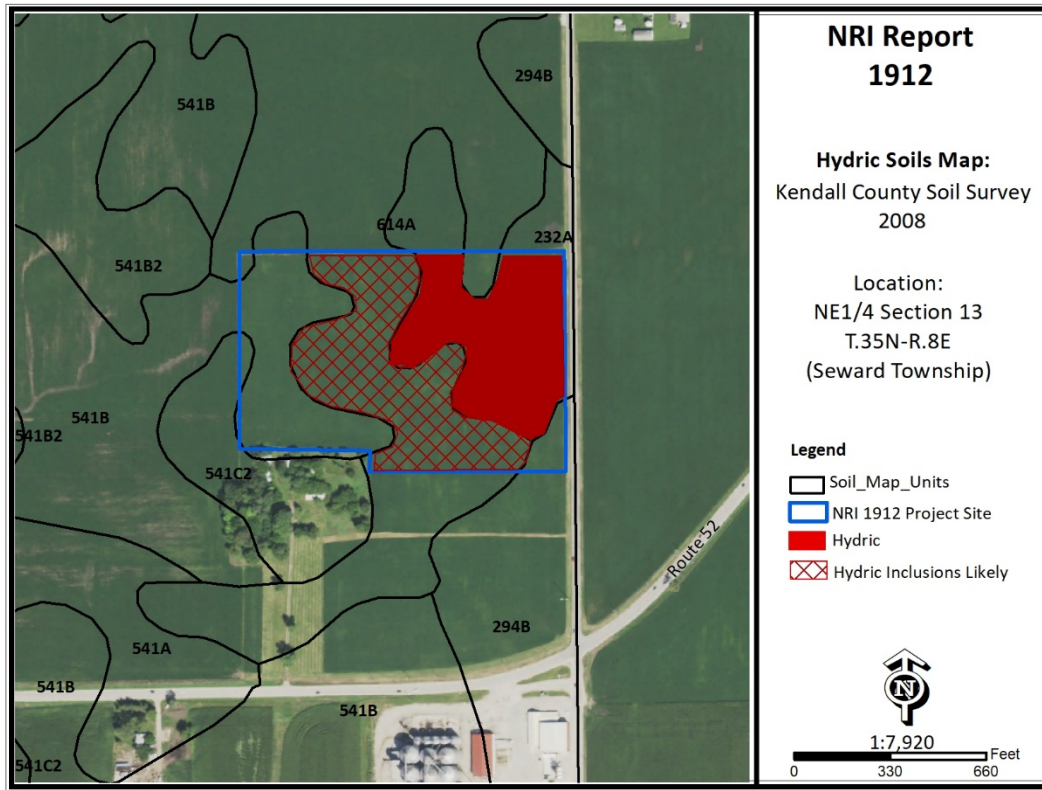 294B
541B
614A
232A
541B2
541B
541B2
541C2
294B
541A
541B
541B
541C2
Route 52
NRI Report
1912
Hydric Soils Map:
Kendall County Soil Survey
2008
Location:
NE1/4 Section 13
T.35N-R.8E
(Seward Township)
Legend
Soil_Map_Units
NRI 1912 Project Site
Hydric
Hydric Inclusions Likely
N
1:7,920
Feet
0 330 660